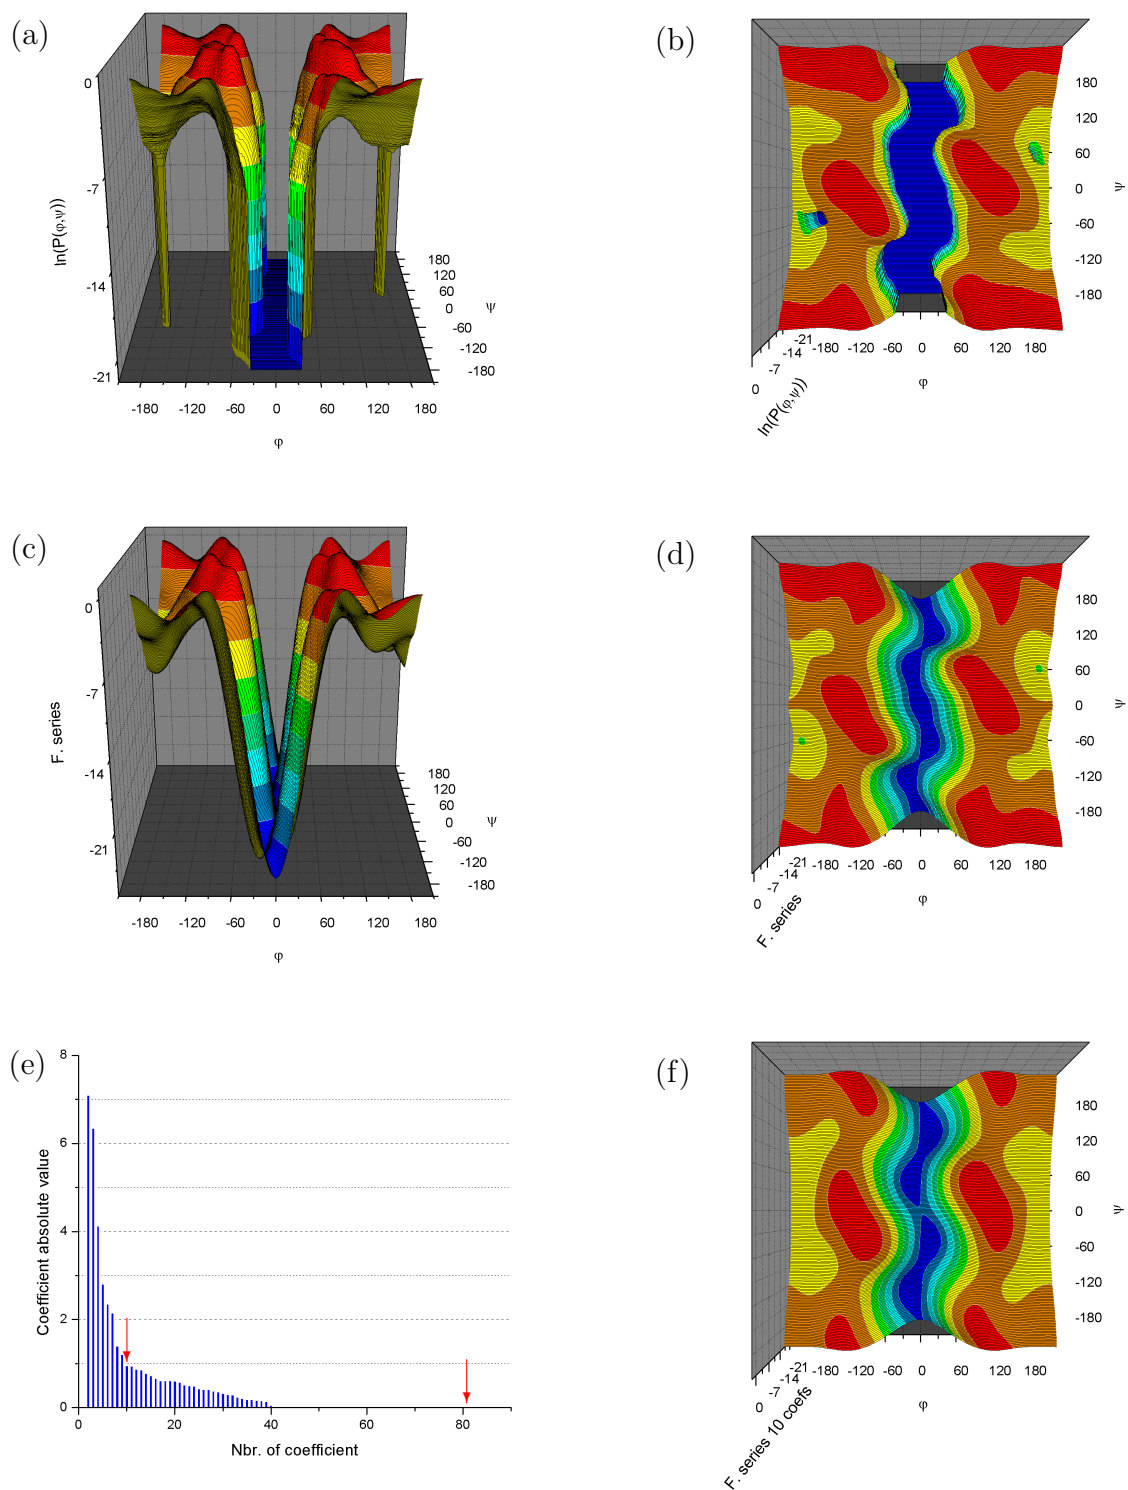 (a)
0
-7
-14
-21
ln(P(φ,ψ))
-180 -120 -60 0 60 120 180
φ
180
120
60
0
-60
-120
-180
ψ
(b)
180
120
60
0
-60
-120
-180
ψ
-180 -120 -60 0 60 120 180
φ
-21
-14
-7
0
ln(P(φ,ψ))
(c)
0
-7
-14
-21
F. series
-180 -120 -60 0 60 120 180
φ
180
120
60
0
-60
-120
-180
ψ
(d)
180
120
60
0
-60
-120
-180
ψ
-180 -120 -60 0 60 120 180
φ
-21
-14
-7
0
F. series
(e)
8
6
4
2
0
Coefficient absolute value
0 20 40 60 80
Nbr. of coefficient
(f)
180
120
60
0
-60
-120
-180
ψ
-180 -120 -60 0 60 120 180
φ
-21
-14
-7
0
F. series 10 coefs